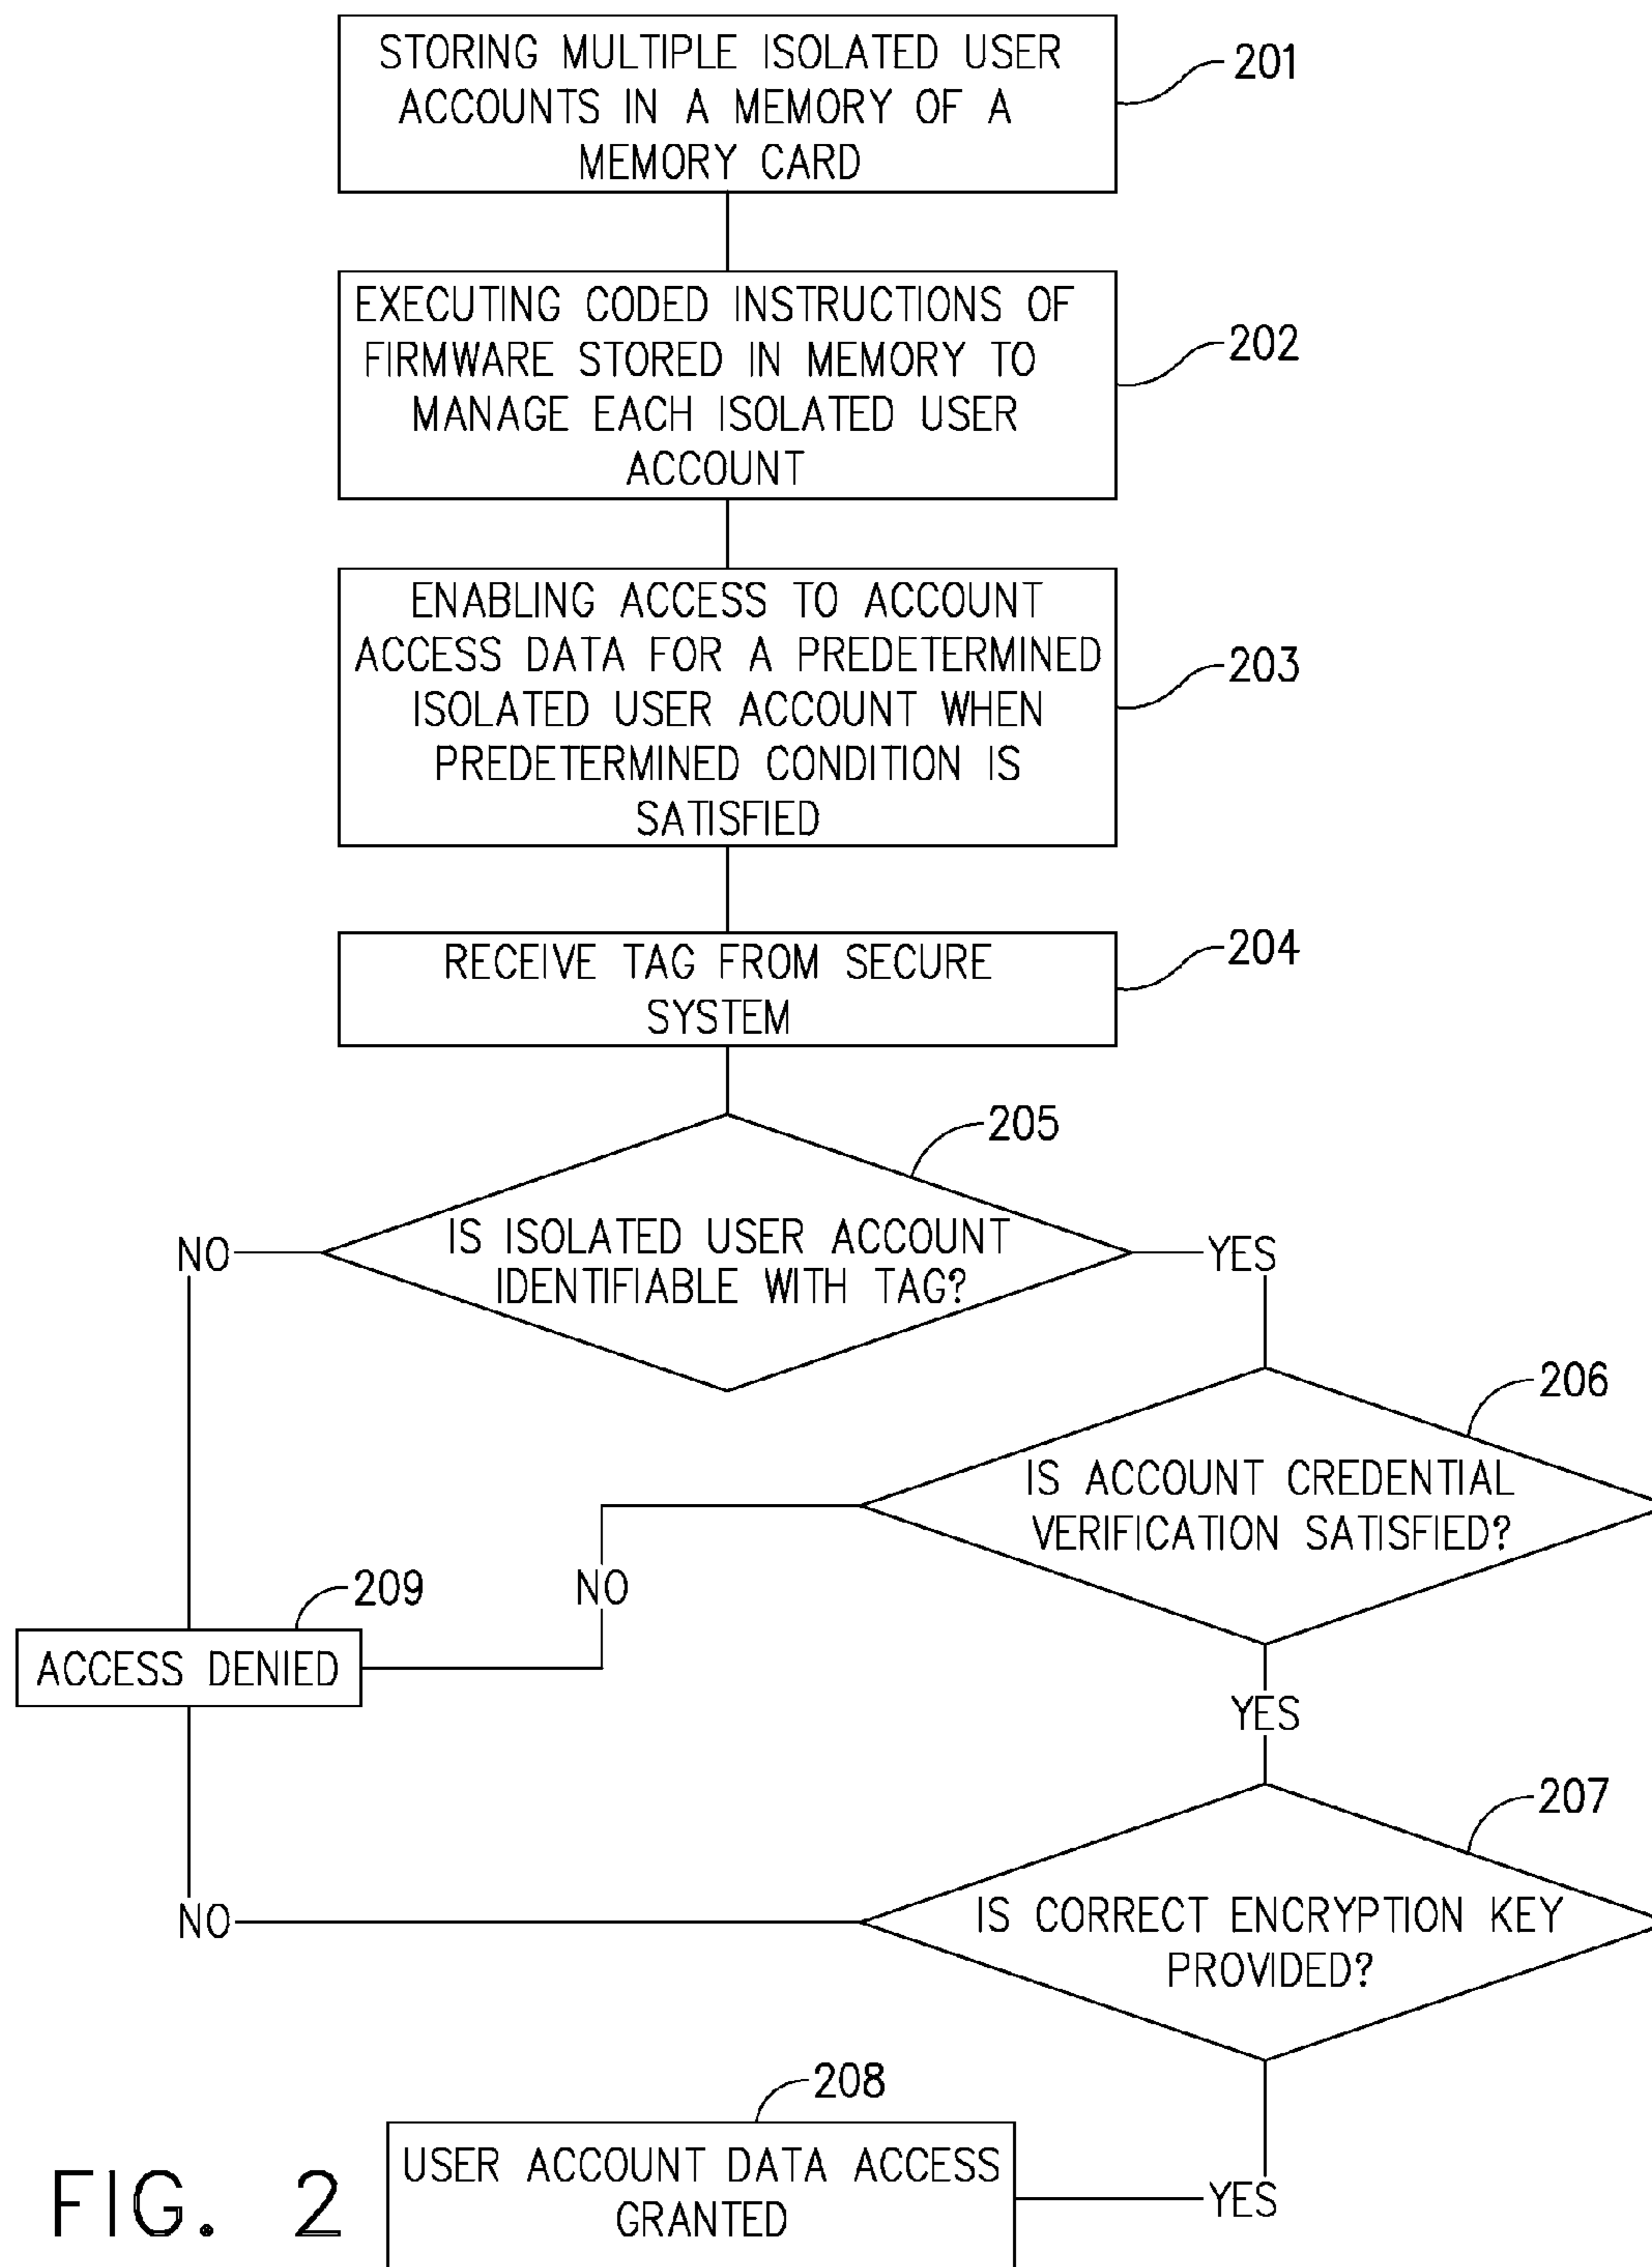 STORING MULTIPLE ISOLATED USER
ACCOUNTS IN A MEMORY OF A
MEMORY CARD
201
EXECUTING CODED INSTRUCTIONS OF
FIRMWARE STORED IN MEMORY TO
MANAGE EACH ISOLATED USER
ACCOUNT
202
ENABLING ACCESS TO ACCOUNT
ACCESS DATA FOR A PREDETERMINED
ISOLATED USER ACCOUNT WHEN
PREDETERMINED CONDITION IS
SATISFIED
203
RECEIVE TAG FROM SECURE
SYSTEM
204
205
IS ISOLATED USER ACCOUNT
IDENTIFIABLE WITH TAG?
NO
YES
206
IS ACCOUNT CREDENTIAL
VERIFICATION SATISFIED?
NO
209
ACCESS DENIED
YES
207
IS CORRECT ENCRYPTION KEY
PROVIDED?
NO
208
USER ACCOUNT DATA ACCESS
GRANTED
YES
FIG. 2